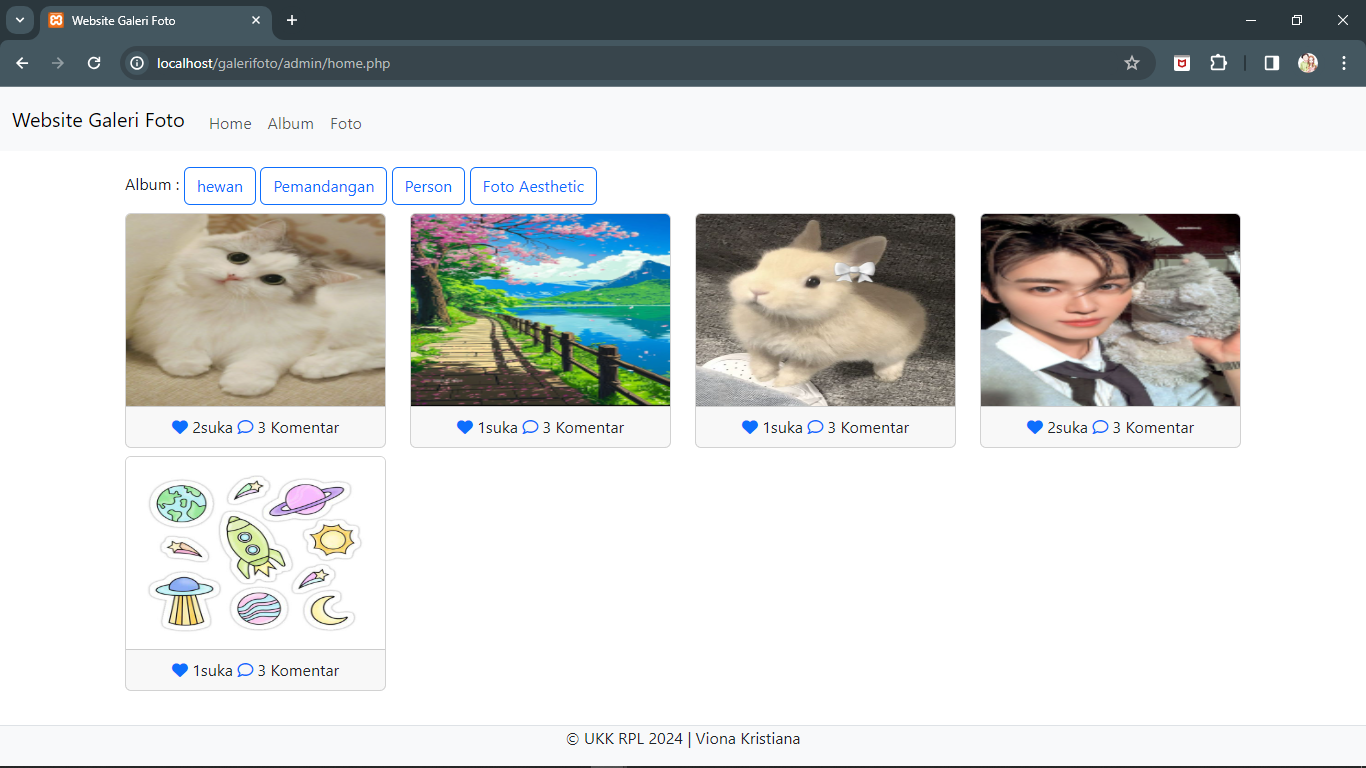 Website Galeri Foto
localhost/galerifoto/admin/home.php
Website Galeri Foto Home Album Foto
Album : hewan Pemandangan Person Foto Aesthetic
2suka 3 Komentar
1suka 3 Komentar
1suka 3 Komentar
2suka 3 Komentar
1suka 3 Komentar
© UKK RPL 2024 | Viona Kristiana